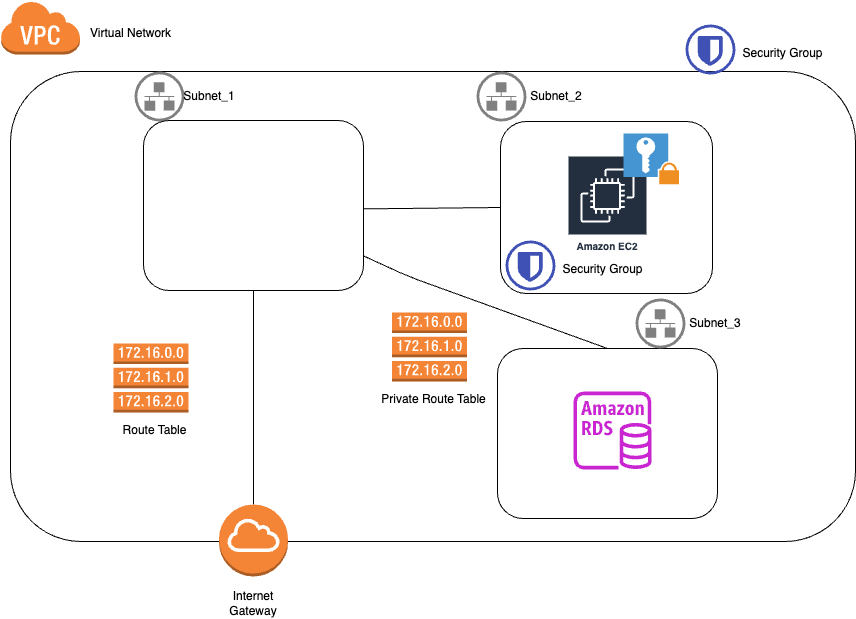 VPC
Virtual Network
Security Group
Subnet_1
Subnet_2
Amazon EC2
Security Group
Subnet_3
172.16.0.0
172.16.1.0
172.16.2.0
Private Route Table
172.16.0.0
172.16.1.0
172.16.2.0
Route Table
Amazon
RDS
Internet
Gateway